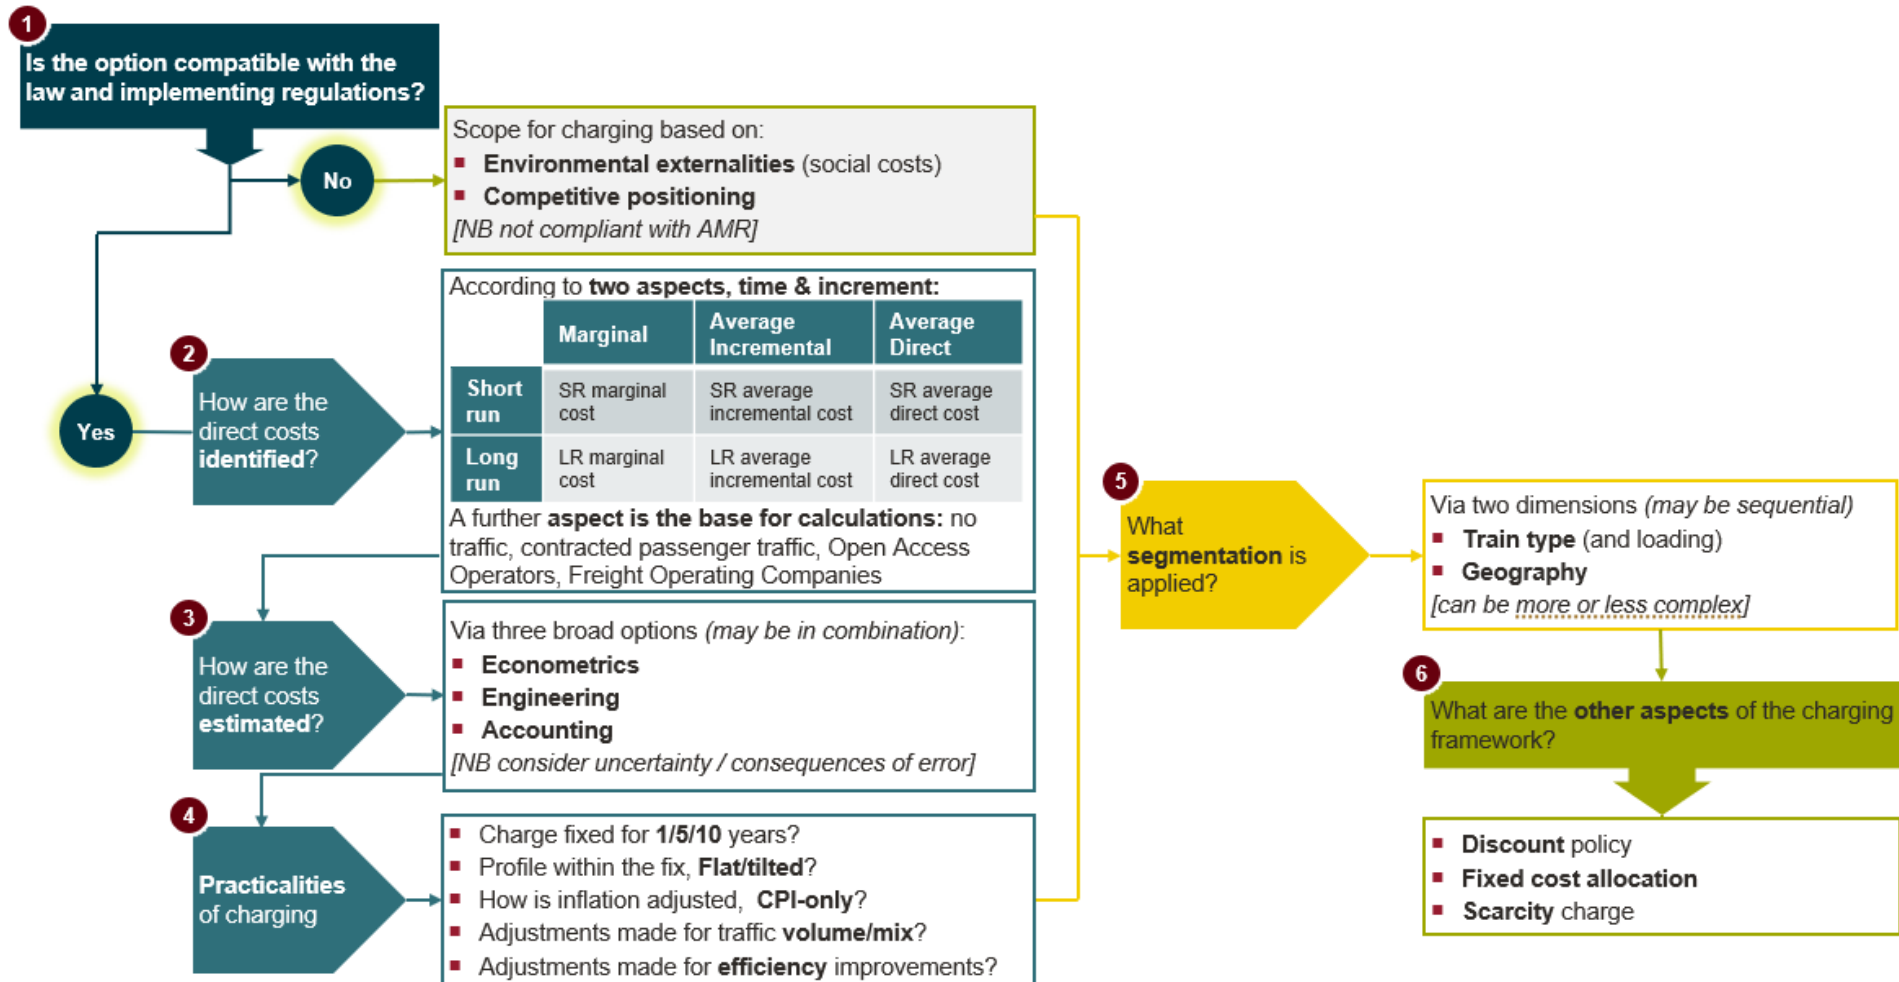 1
Is the option compatible with the
law and implementing regulations?
No
Scope for charging based on:
▪ Environmental externalities (social costs)
▪ Competitive positioning
[NB not compliant with AMR]
Yes
2
How are the
direct costs
identified?
According to two aspects, time & increment:
Marginal
Average
Incremental
Average
Direct
Short
run
SR marginal
cost
SR average
incremental cost
SR average
direct cost
Long
run
LR marginal
cost
LR average
incremental cost
LR average
direct cost
A further aspect is the base for calculations: no
traffic, contracted passenger traffic, Open Access
Operators, Freight Operating Companies
3
How are the
direct costs
estimated?
Via three broad options (may be in combination):
▪ Econometrics
▪ Engineering
▪ Accounting
[NB consider uncertainty / consequences of error]
4
Practicalities
of charging
▪ Charge fixed for 1/5/10 years?
▪ Profile within the fix, Flat/tilted?
▪ How is inflation adjusted, CPI-only?
▪ Adjustments made for traffic volume/mix?
▪ Adjustments made for efficiency improvements?
5
What
segmentation is
applied?
Via two dimensions (may be sequential)
▪ Train type (and loading)
▪ Geography
[can be more or less complex]
6
What are the other aspects of the charging
framework?
▪ Discount policy
▪ Fixed cost allocation
▪ Scarcity charge